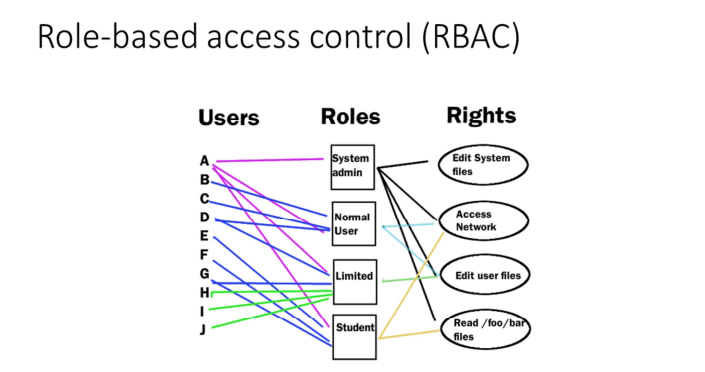 Role-based access control (RBAC)
Users
Roles
Rights
A
B
C
D
E
F
G
H
I
J
System
admin
Normal
User
Limited
Student
Edit System
files
Access
Network
Edit user files
Read /foo/bar
files